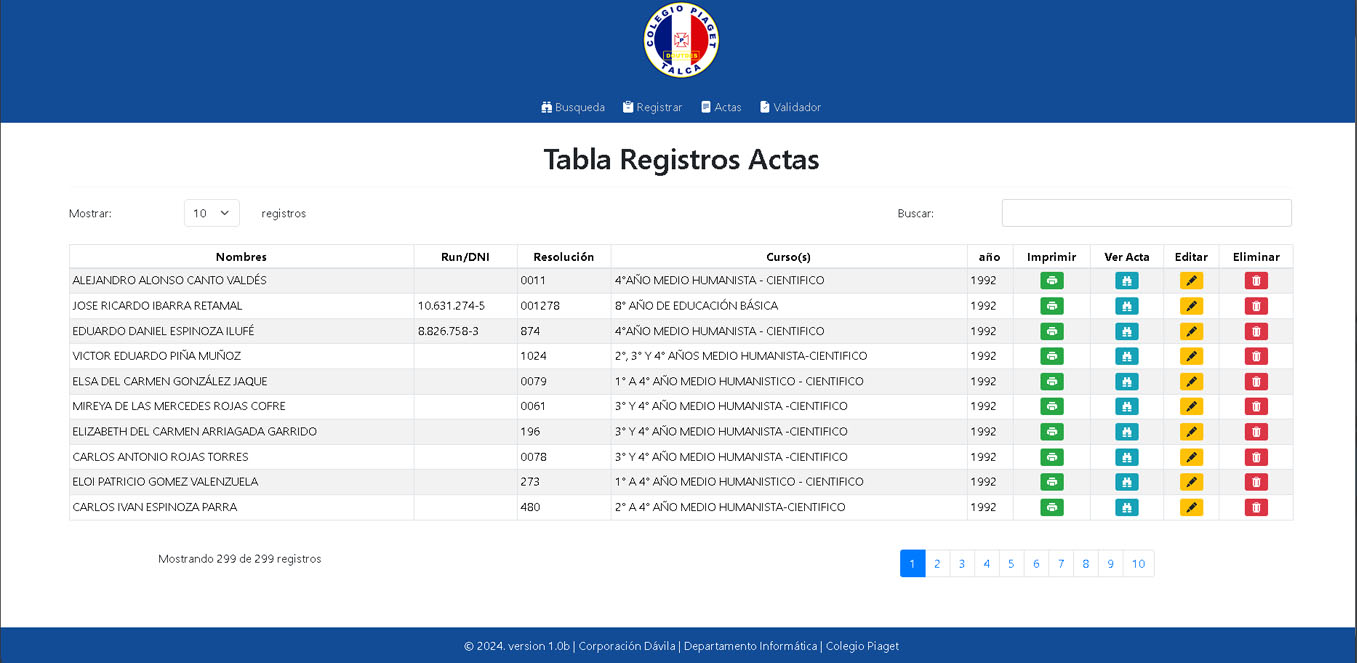 COLEGIO PIAGET
TALCA
Busqueda Registrar Actas Validador
Tabla Registros Actas
Mostrar: 10 registros Buscar:
Nombres Run/DNI Resolución Curso(s) año Imprimir Ver Acta Editar Eliminar
ALEJANDRO ALONSO CANTO VALDÉS 0011 4°AÑO MEDIO HUMANISTA - CIENTIFICO 1992
JOSE RICARDO IBARRA RETAMAL 10.631.274-5 001278 8° AÑO DE EDUCACIÓN BÁSICA 1992
EDUARDO DANIEL ESPINOZA ILUFÉ 8.826.758-3 874 4°AÑO MEDIO HUMANISTA - CIENTIFICO 1992
VICTOR EDUARDO PIÑA MUÑOZ 1024 2°, 3° Y 4° AÑOS MEDIO HUMANISTA-CIENTIFICO 1992
ELSA DEL CARMEN GONZÁLEZ JAQUE 0079 1° A 4° AÑO MEDIO HUMANISTICO - CIENTIFICO 1992
MIREYA DE LAS MERCEDES ROJAS COFRE 0061 3° Y 4° AÑO MEDIO HUMANISTA -CIENTIFICO 1992
ELIZABETH DEL CARMEN ARRIAGADA GARRIDO 196 3° Y 4° AÑO MEDIO HUMANISTA -CIENTIFICO 1992
CARLOS ANTONIO ROJAS TORRES 0078 3° Y 4° AÑO MEDIO HUMANISTA -CIENTIFICO 1992
ELOI PATRICIO GOMEZ VALENZUELA 273 1° A 4° AÑO MEDIO HUMANISTICO - CIENTIFICO 1992
CARLOS IVAN ESPINOZA PARRA 480 2° A 4° AÑO MEDIO HUMANISTA-CIENTIFICO 1992
Mostrando 299 de 299 registros 1 2 3 4 5 6 7 8 9 10
© 2024. version 1.0b | Corporación Dávila | Departamento Informática | Colegio Piaget